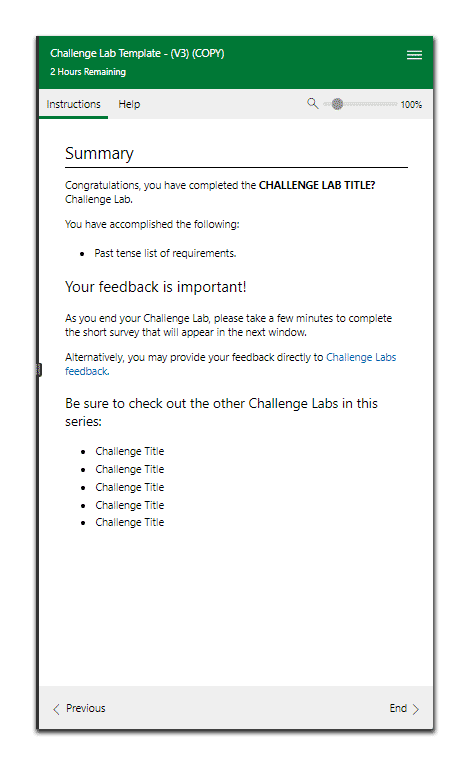 Challenge Lab Template - (V3) (COPY)
2 Hours Remaining
Instructions Help 100%
Summary
Congratulations, you have completed the CHALLENGE LAB TITLE?
Challenge Lab.
You have accomplished the following:
Past tense list of requirements.
Your feedback is important!
As you end your Challenge Lab, please take a few minutes to complete
the short survey that will appear in the next window.
Alternatively, you may provide your feedback directly to Challenge Labs
feedback.
Be sure to check out the other Challenge Labs in this
series:
Challenge Title
Challenge Title
Challenge Title
Challenge Title
Challenge Title
Previous End